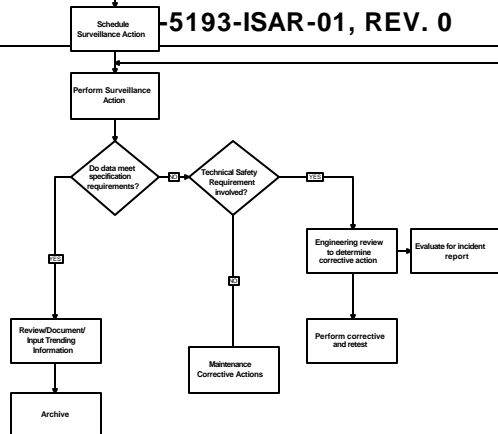 -5193-ISAR-01, REV. 0
Schedule
Surveillance Action
Perform Surveillance
Action
Do data meet
specification
requirements?
NO
Technical Safety
Requirement
involved?
YES
Engineering review
to determine
corrective action
Evaluate for incident
report
YES
NO
Review/Document/
Input Trending
Information
Perform corrective
and retest
Maintenance
Corrective Actions
Archive